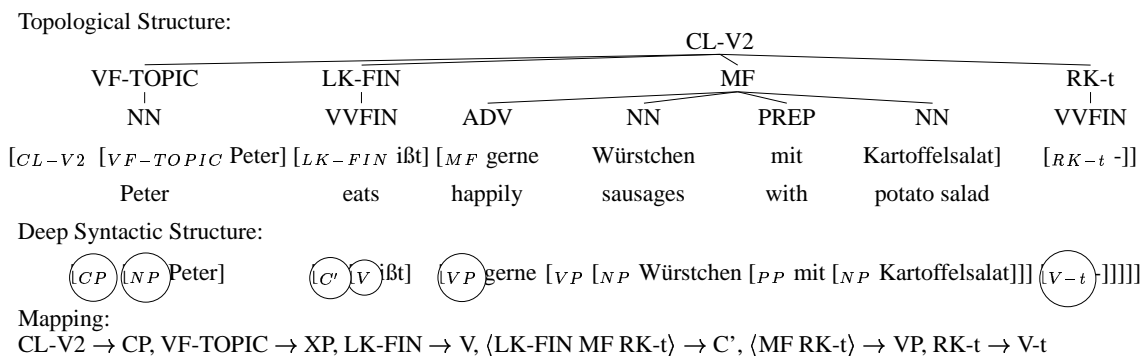 Topological Structure:
CL-V2
VF-TOPIC LK-FIN MF RK-t
NN VVFIN ADV NN PREP NN VVFIN
[CL−V2 [VF−TOPIC Peter] [LK−FIN ißt] [MF gerne Würstchen mit Kartoffelsalat] [RK−t -]]
Peter eats happily sausages with potato salad
Deep Syntactic Structure:
[CP [NP Peter] [C′ [V ißt] [VP gerne [VP [NP Würstchen [PP mit [NP Kartoffelsalat]]] [V−t -]]]]]
Mapping:
CL-V2 → CP, VF-TOPIC → XP, LK-FIN → V, ⟨LK-FIN MF RK-t⟩ → C’, ⟨MF RK-t⟩ → VP, RK-t → V-t